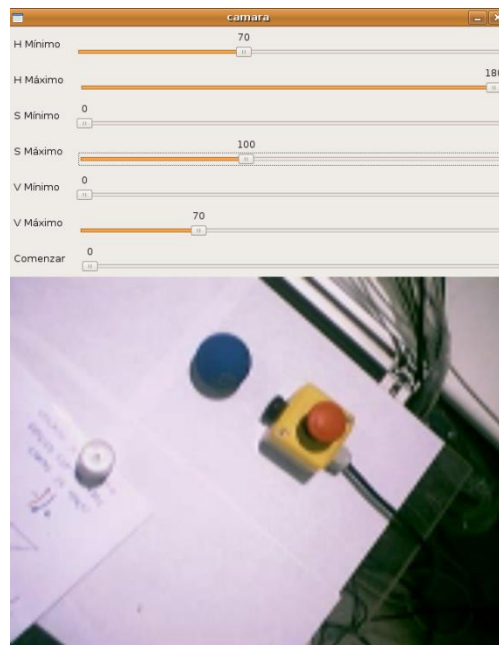 camara
H Mínimo 70
H Máximo 180
S Mínimo 0
S Máximo 100
V Mínimo 0
V Máximo 70
Comenzar 0